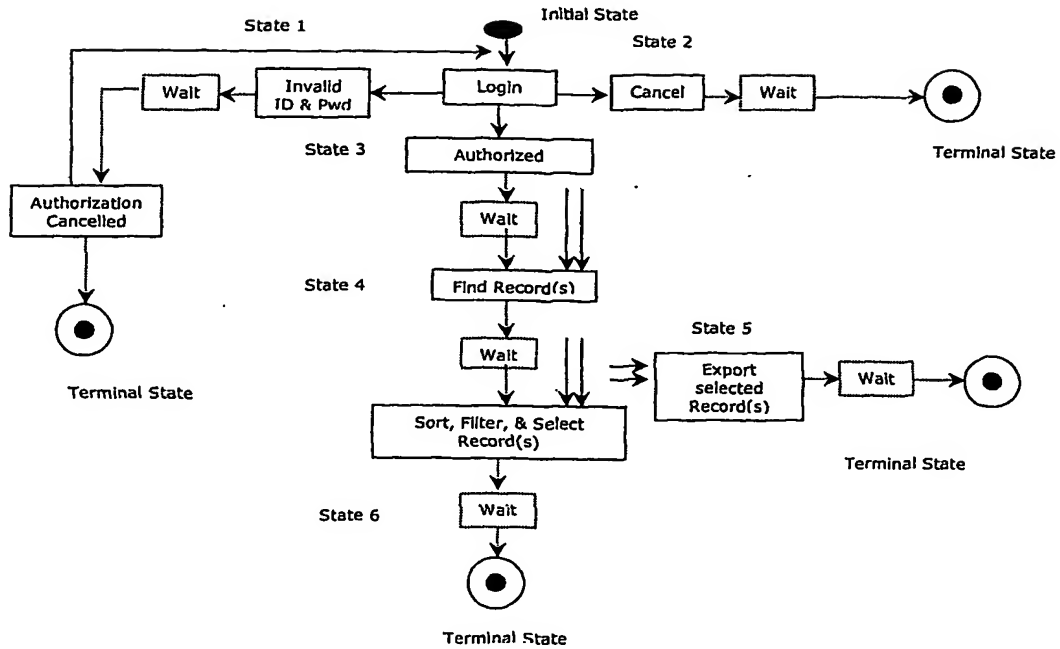 Initial State
State 1
State 2
Wait
Invalid
ID & Pwd
Login
Cancel
Wait
Terminal State
State 3
Authorized
Authorization
Cancelled
Wait
State 4
Find Record(s)
Terminal State
Wait
State 5
Export
selected
Record(s)
Wait
Sort, Filter, & Select
Record(s)
Terminal State
State 6
Wait
Terminal State